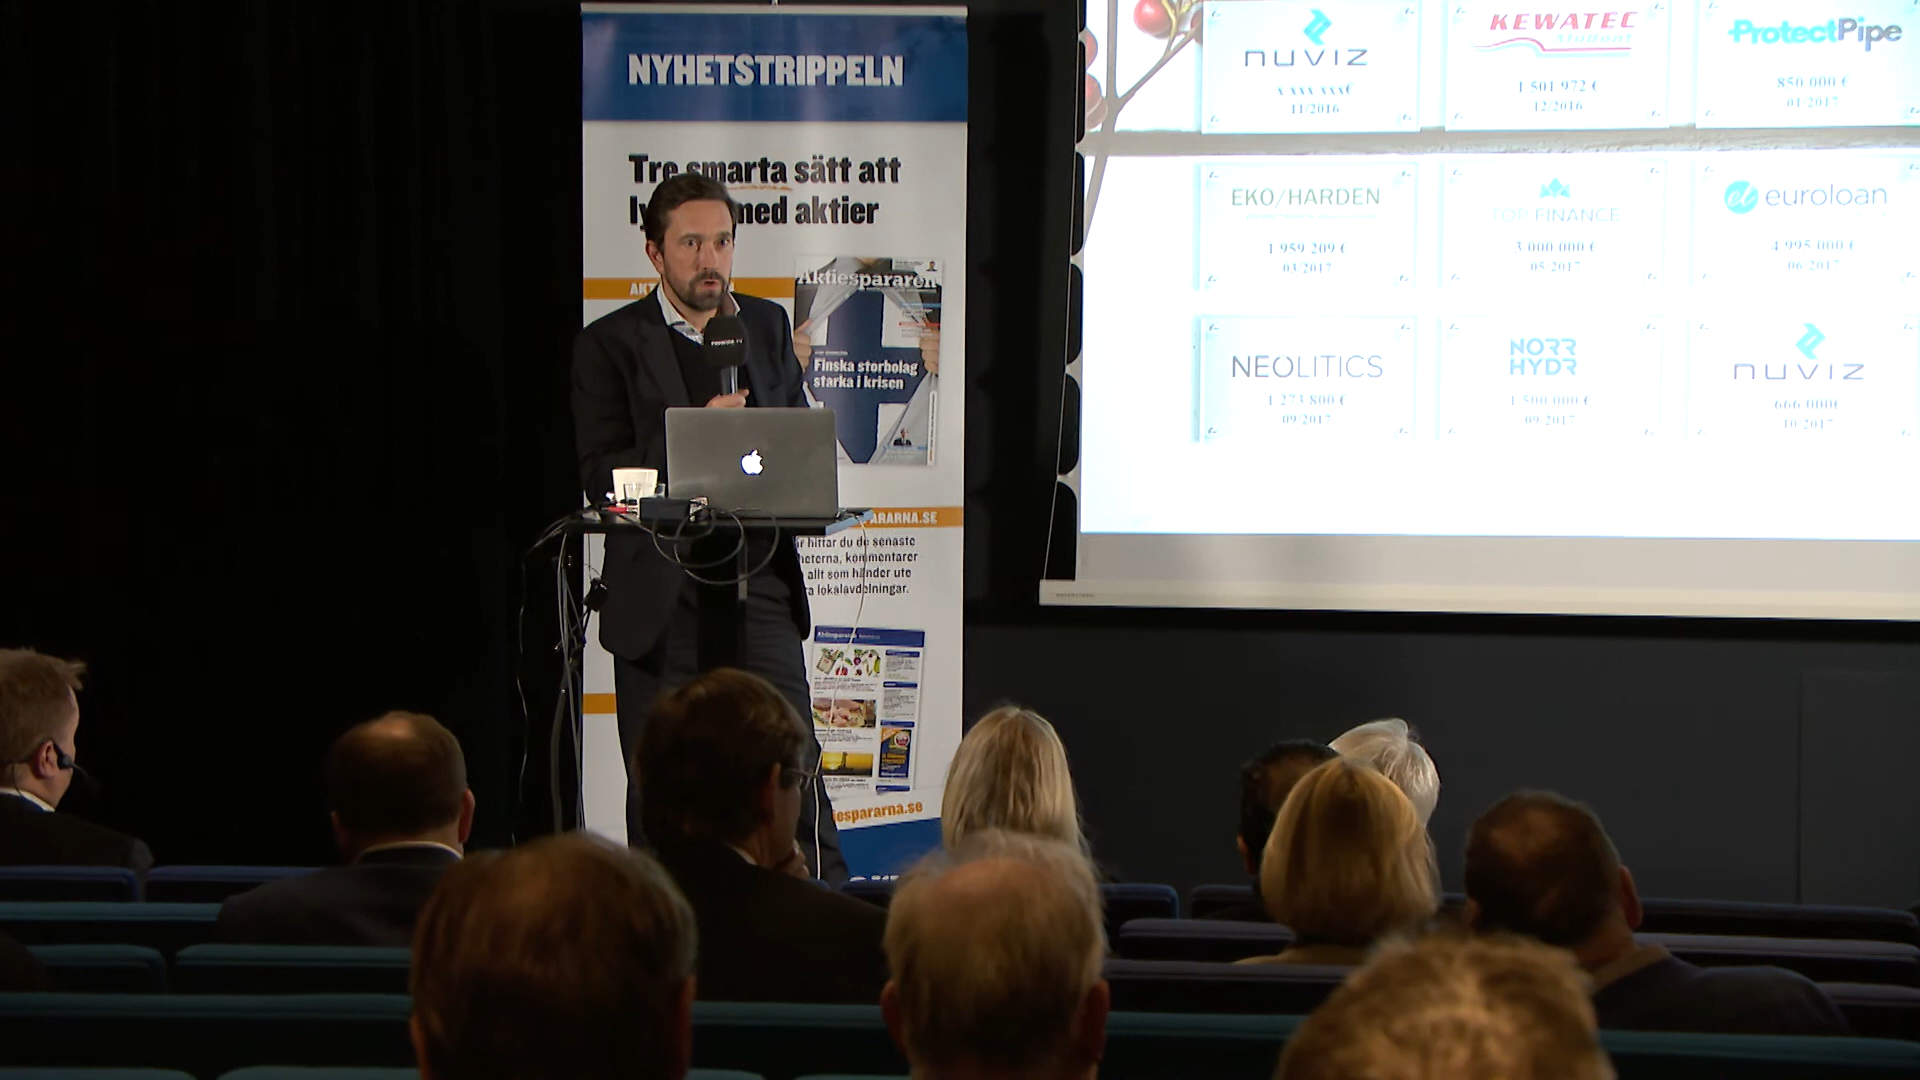 NYHETSTRIPPELN
Tre smarta sätt att
med aktier
Aktiespararen
Finska storbolag
starka i krisen
ARARNA.SE
hittar du de senaste
kommentarer
allt som händer ute
lokalavdelningar.
iespararna.se
nuviz
11/2016
KEWATEC
1 501 972 €
12/2016
ProtectPipe
850 000 €
01/2017
EKO/HARDEN
1 959 209 €
03/2017
TOP FINANCE
3 000 000 €
05/2017
euroloan
4 995 000 €
06/2017
NEOLITICS
1 273 800 €
09/2017
NORR
HYDR
1 500 000 €
09/2017
nuviz
666 000€
10/2017